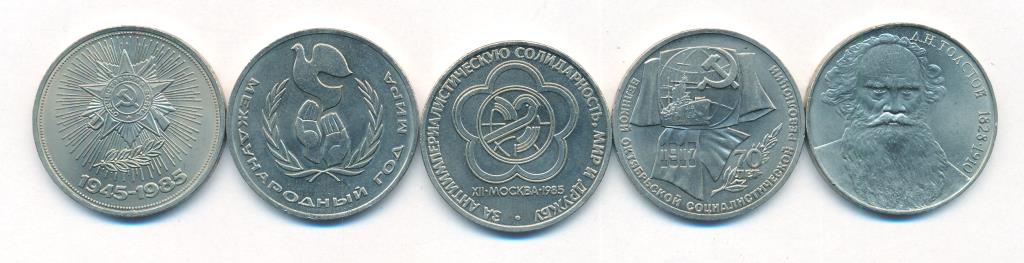 1945-1985
МЕЖДУНАРОДНЫЙ ГОД МИРА
ЗА АНТИИМПЕРИАЛИСТИЧЕСКУЮ СОЛИДАРНОСТЬ, МИР И ДРУЖБУ
XII•МОСКВА•1985
ВЕЛИКОЙ ОКТЯБРЬСКОЙ СОЦИАЛИСТИЧЕСКОЙ РЕВОЛЮЦИИ
1917
70
ЛЕТ
Л.Н.ТОЛСТОЙ 1828-1910